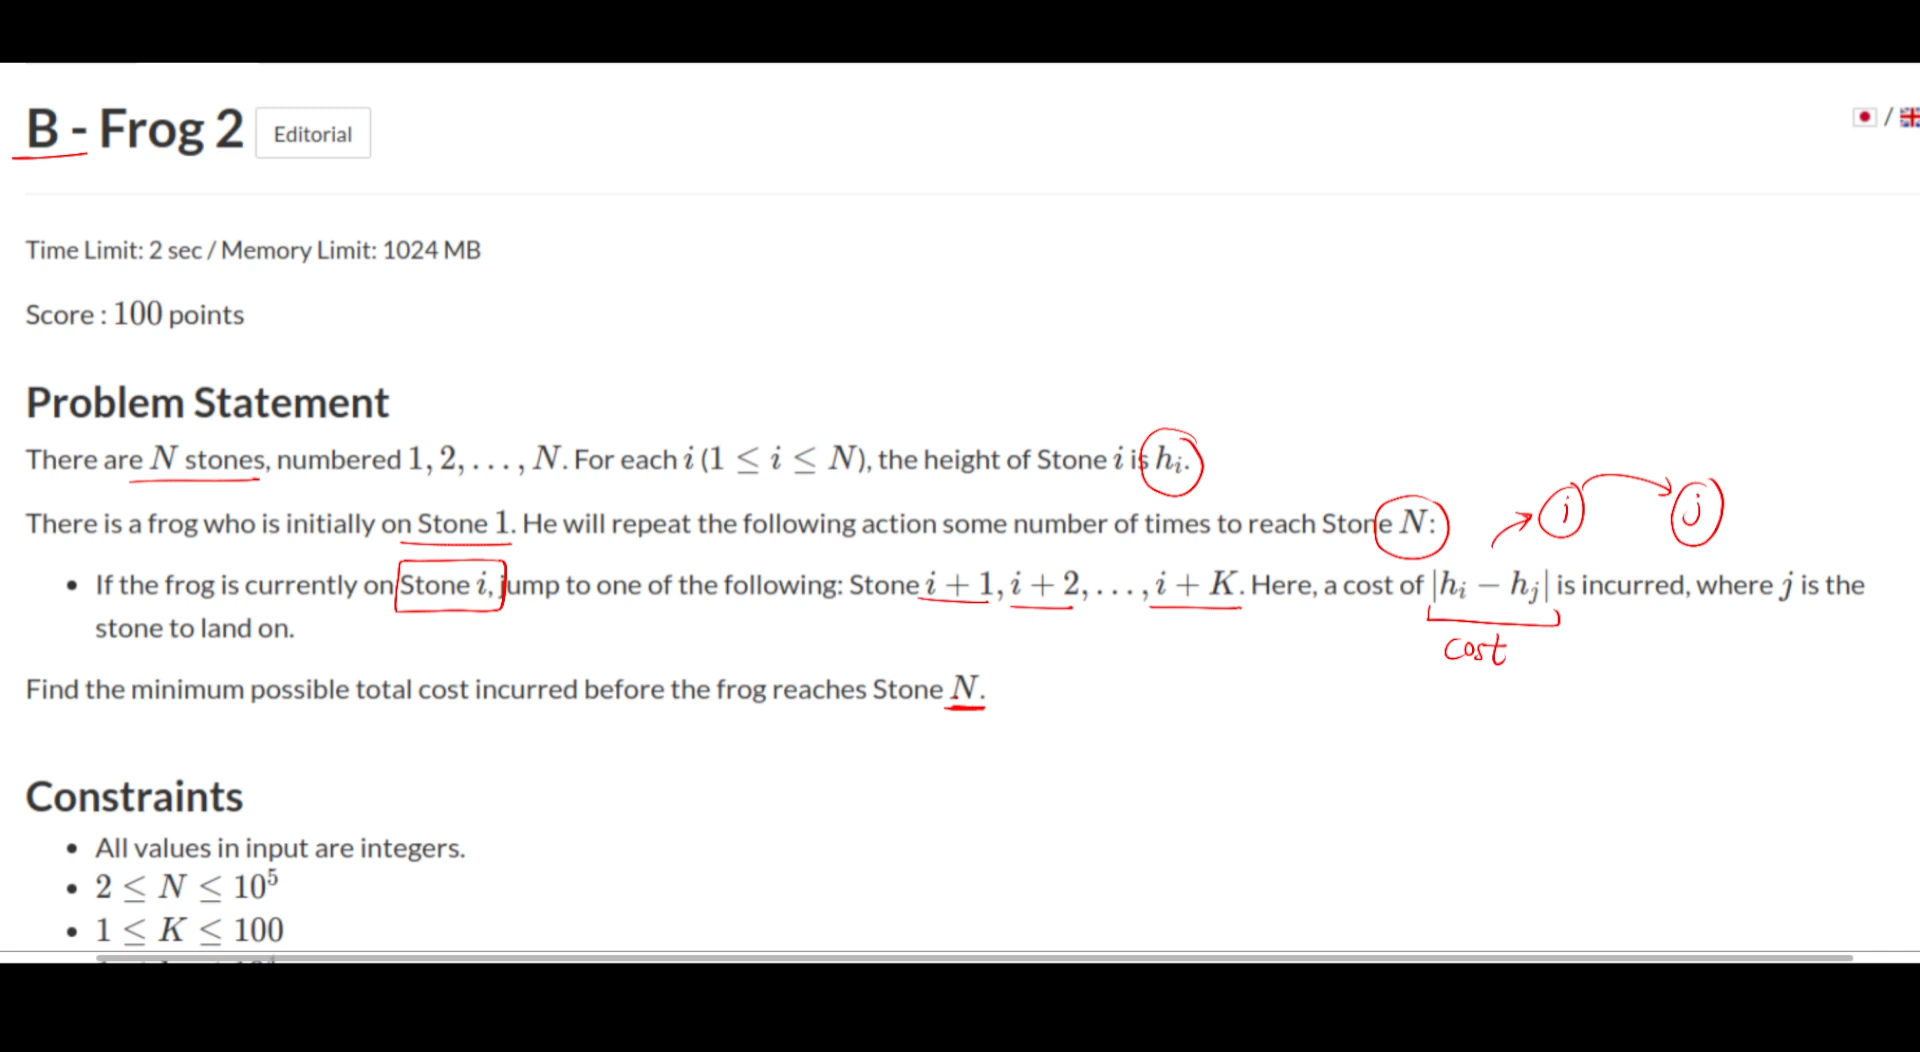 B - Frog 2 Editorial
/
Time Limit: 2 sec / Memory Limit: 1024 MB
Score : 100 points
Problem Statement
There are N stones, numbered 1, 2, . . . , N. For each i (1 ≤ i ≤ N), the height of Stone i is hᵢ.
There is a frog who is initially on Stone 1. He will repeat the following action some number of times to reach Stone N:
i j
• If the frog is currently on Stone i, jump to one of the following: Stone i + 1, i + 2, . . . , i + K. Here, a cost of |hᵢ − hⱼ| is incurred, where j is the
stone to land on.
cost
Find the minimum possible total cost incurred before the frog reaches Stone N.
Constraints
• All values in input are integers.
• 2 ≤ N ≤ 10⁵
• 1 ≤ K ≤ 100